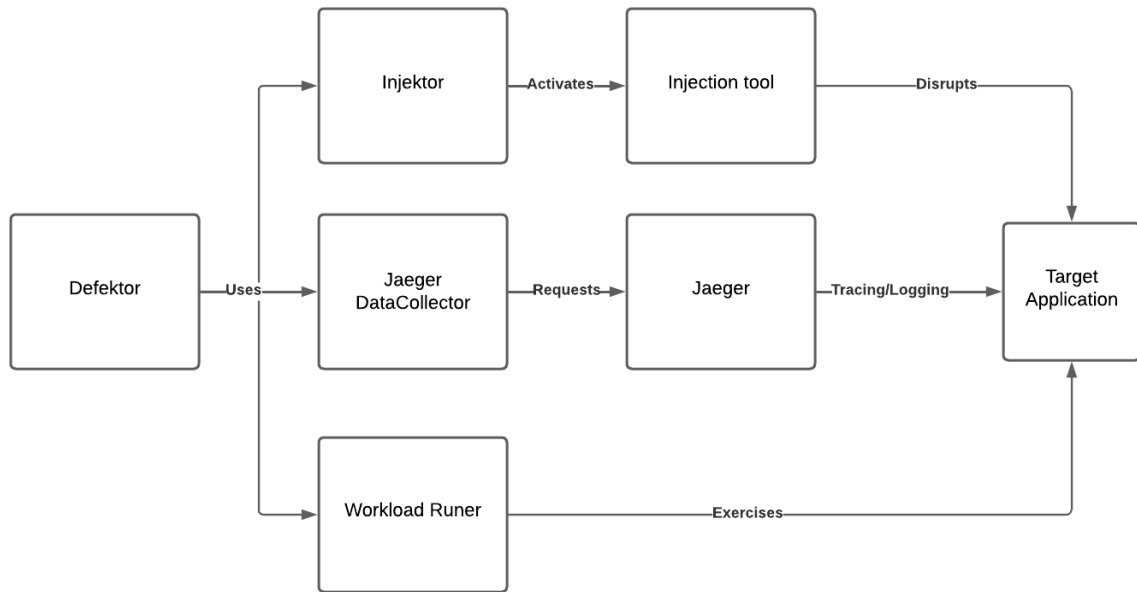 Injektor
Activates
Injection tool
Disrupts
Defektor
Uses
Jaeger
DataCollector
Requests
Jaeger
Tracing/Logging
Target
Application
Workload Runer
Exercises